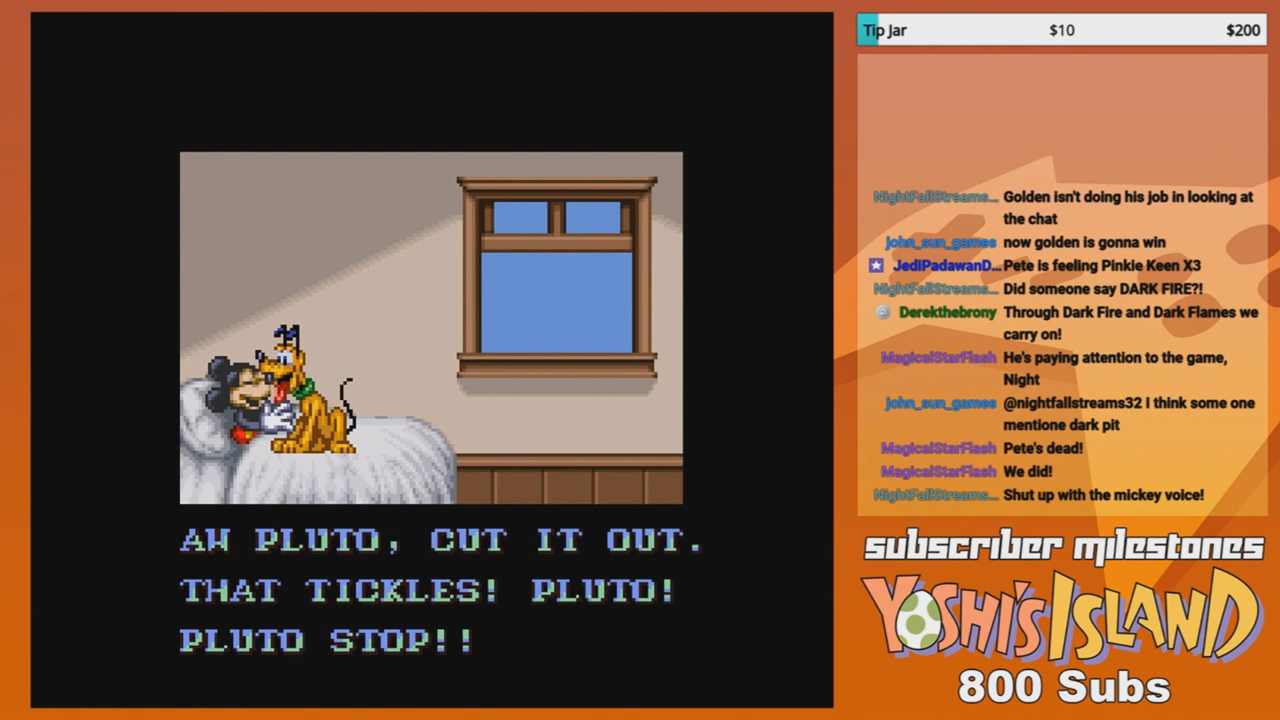 Tip Jar $10 $200
NightFallStreams... Golden isn't doing his job in looking at
the chat
john_sun_games now golden is gonna win
JediPadawanD... Pete is feeling Pinkie Keen X3
NightFallStreams... Did someone say DARK FIRE?!
Derekthebrony Through Dark Fire and Dark Flames we
carry on!
MagicalStarFlash He's paying attention to the game,
Night
john_sun_games @nightfallstreams32 I think some one
mentione dark pit
MagicalStarFlash Pete's dead!
MagicalStarFlash We did!
NightFallStreams... Shut up with the mickey voice!
AW PLUTO, CUT IT OUT.
THAT TICKLES! PLUTO!
PLUTO STOP!!
subscriber milestones
YOSHI'S ISLAND
800 Subs